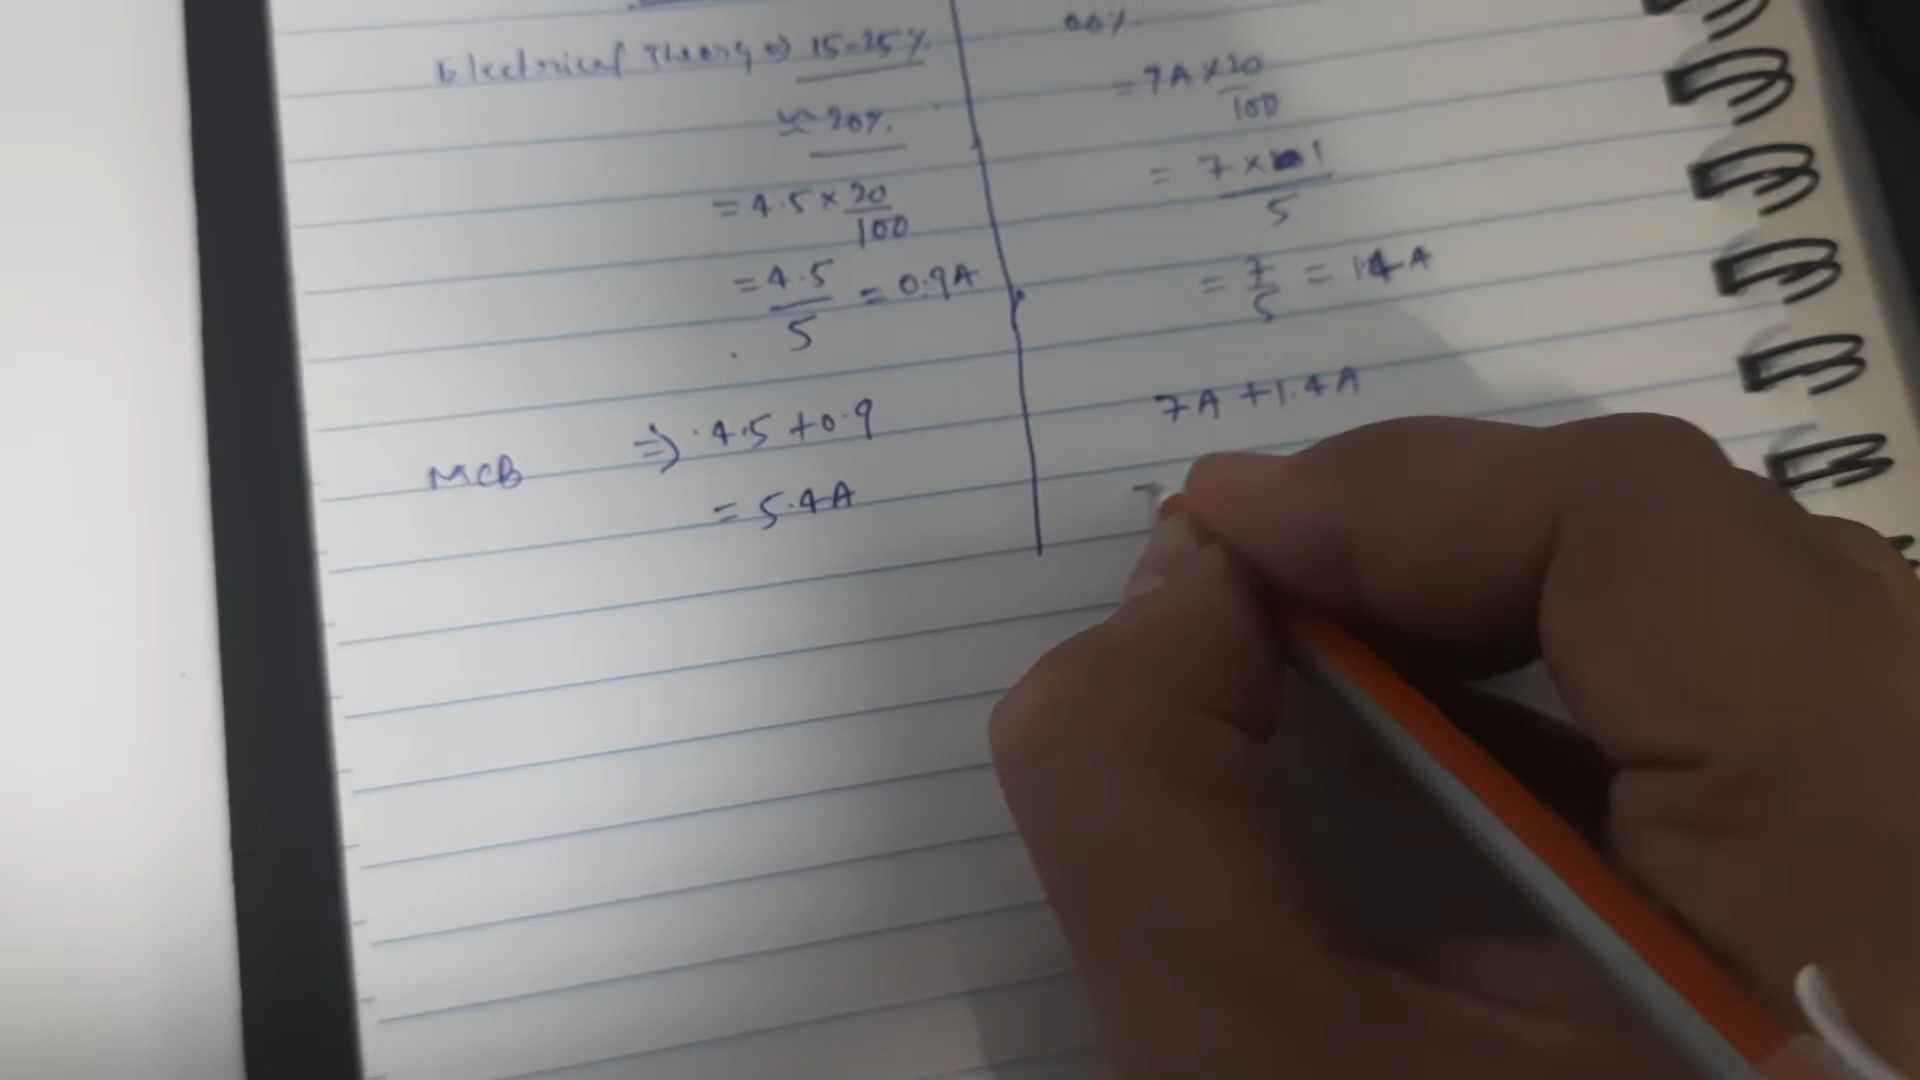 Electrical Theory ⇒ 15-25%.
≈ 20%.
= 4.5 × 20/100
= 4.5/5 = 0.9A
MCB ⇒ 4.5 + 0.9
= 5.4A
= 7A × 20/100
= 7 × 1/5
= 7/5 = 1.4A
7A + 1.4A